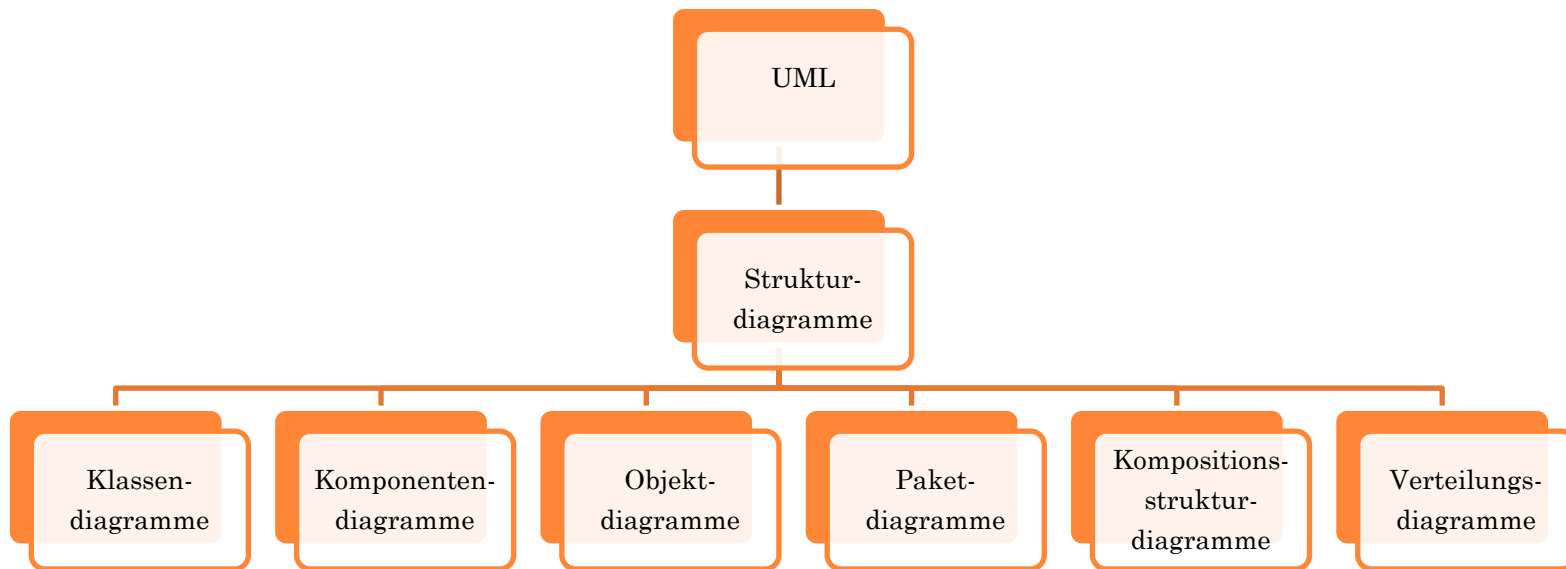 UML
Struktur-
diagramme
Klassen-
diagramme
Komponenten-
diagramme
Objekt-
diagramme
Paket-
diagramme
Kompositions-
struktur-
diagramme
Verteilungs-
diagramme